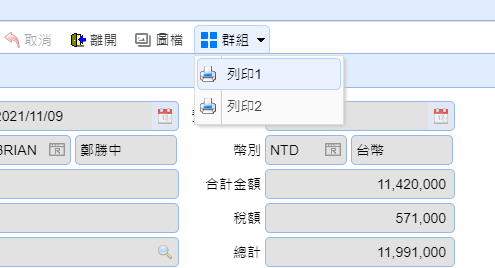 取消 離開 圖檔 群組
列印1
列印2
2021/11/09
BRIAN 鄭勝中 幣別 NTD 台幣
合計金額 11,420,000
稅額 571,000
總計 11,991,000